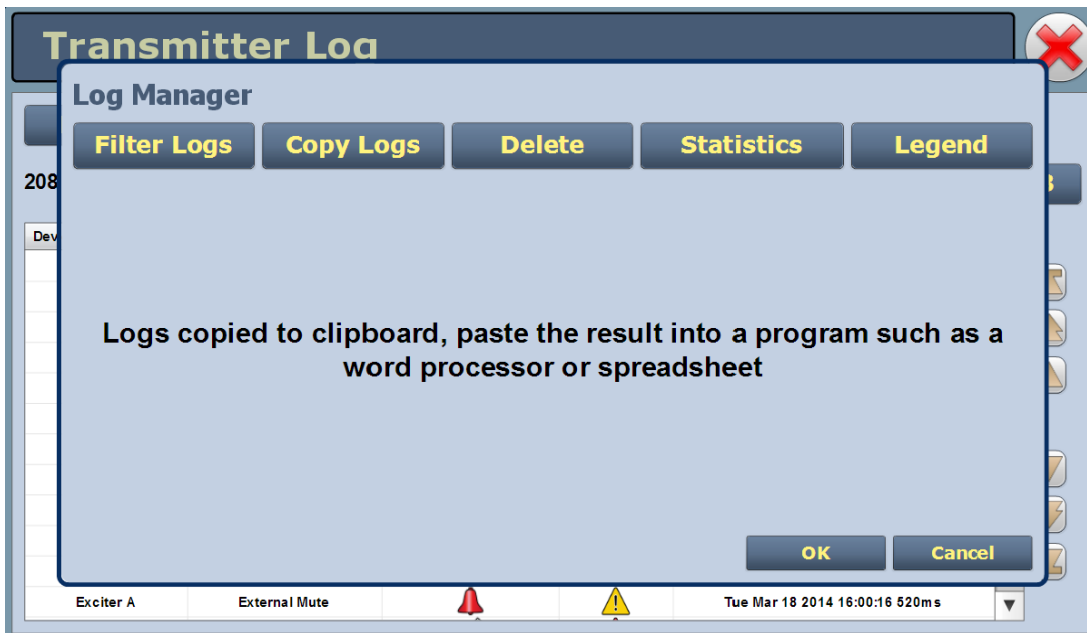 Transmitter Log
Log Manager
Filter Logs Copy Logs Delete Statistics Legend
208
Dev
Logs copied to clipboard, paste the result into a program such as a
word processor or spreadsheet
OK Cancel
Exciter A External Mute Tue Mar 18 2014 16:00:16 520ms